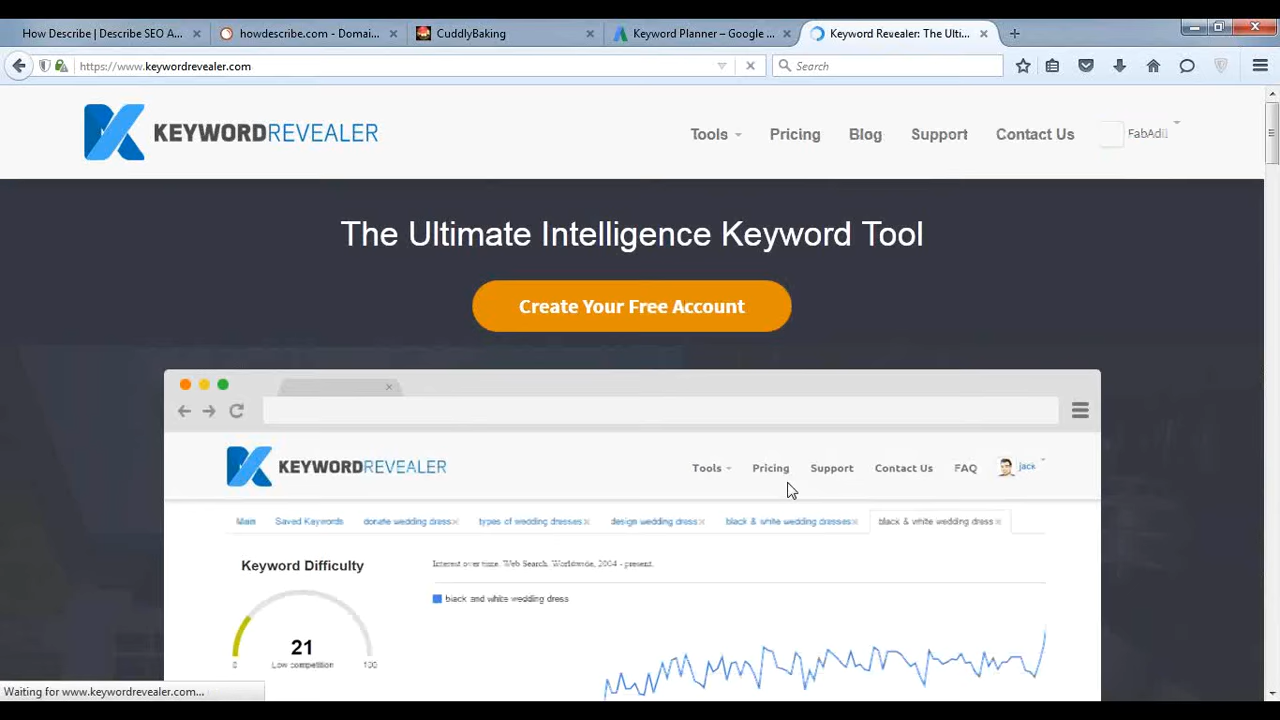 How Describe | Describe SEO A...
howdescribe.com - Domai...
CuddlyBaking
Keyword Planner – Google ...
Keyword Revealer: The Ulti...
https://www.keywordrevealer.com
Search
KEYWORDREVEALER
Tools
Pricing
Blog
Support
Contact Us
FabAdil
The Ultimate Intelligence Keyword Tool
Create Your Free Account
KEYWORDREVEALER
Tools
Pricing
Support
Contact Us
FAQ
jack
Main
Saved Keywords
donate wedding dress
types of wedding dresses
design wedding dress
black & white wedding dresses
black & white wedding dress
Keyword Difficulty
Interest over time. Web Search. Worldwide, 2004 - present.
black and white wedding dress
21
0
Low competition
100
Waiting for www.keywordrevealer.com...